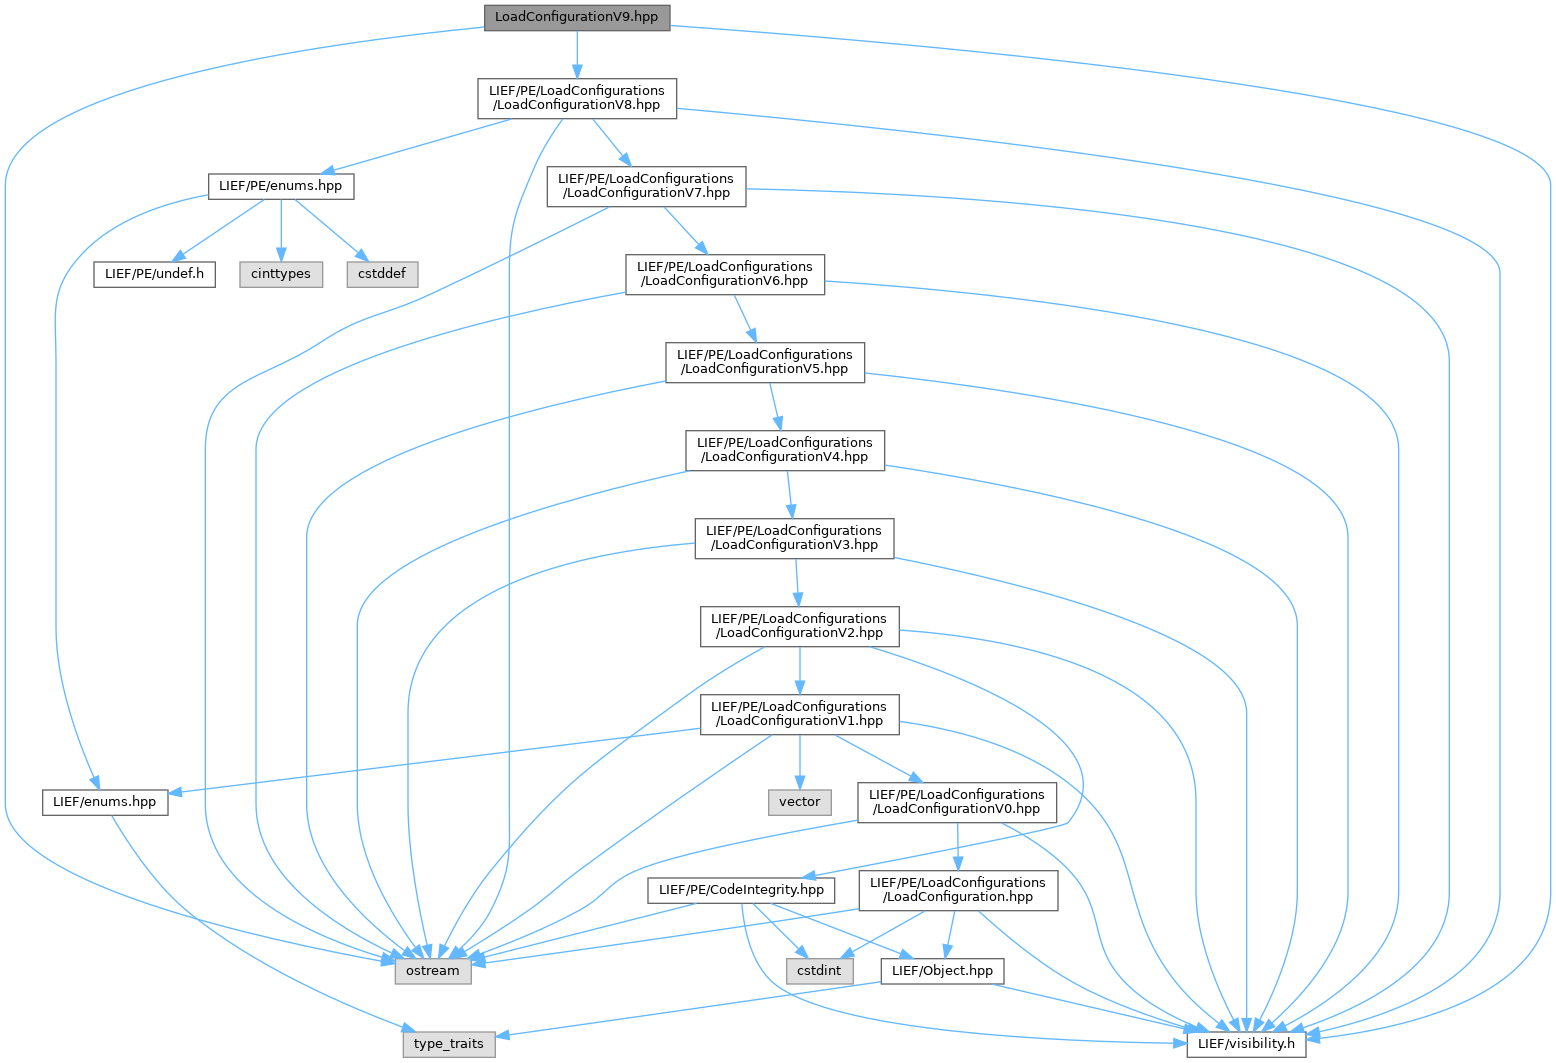 LoadConfigurationV9.hpp
LIEF/PE/LoadConfigurations
/LoadConfigurationV8.hpp
LIEF/PE/enums.hpp
LIEF/PE/LoadConfigurations
/LoadConfigurationV7.hpp
LIEF/PE/undef.h
cinttypes
cstddef
LIEF/PE/LoadConfigurations
/LoadConfigurationV6.hpp
LIEF/PE/LoadConfigurations
/LoadConfigurationV5.hpp
LIEF/PE/LoadConfigurations
/LoadConfigurationV4.hpp
LIEF/PE/LoadConfigurations
/LoadConfigurationV3.hpp
LIEF/PE/LoadConfigurations
/LoadConfigurationV2.hpp
LIEF/PE/LoadConfigurations
/LoadConfigurationV1.hpp
LIEF/enums.hpp
vector
LIEF/PE/LoadConfigurations
/LoadConfigurationV0.hpp
LIEF/PE/CodeIntegrity.hpp
LIEF/PE/LoadConfigurations
/LoadConfiguration.hpp
ostream
cstdint
LIEF/Object.hpp
type_traits
LIEF/visibility.h